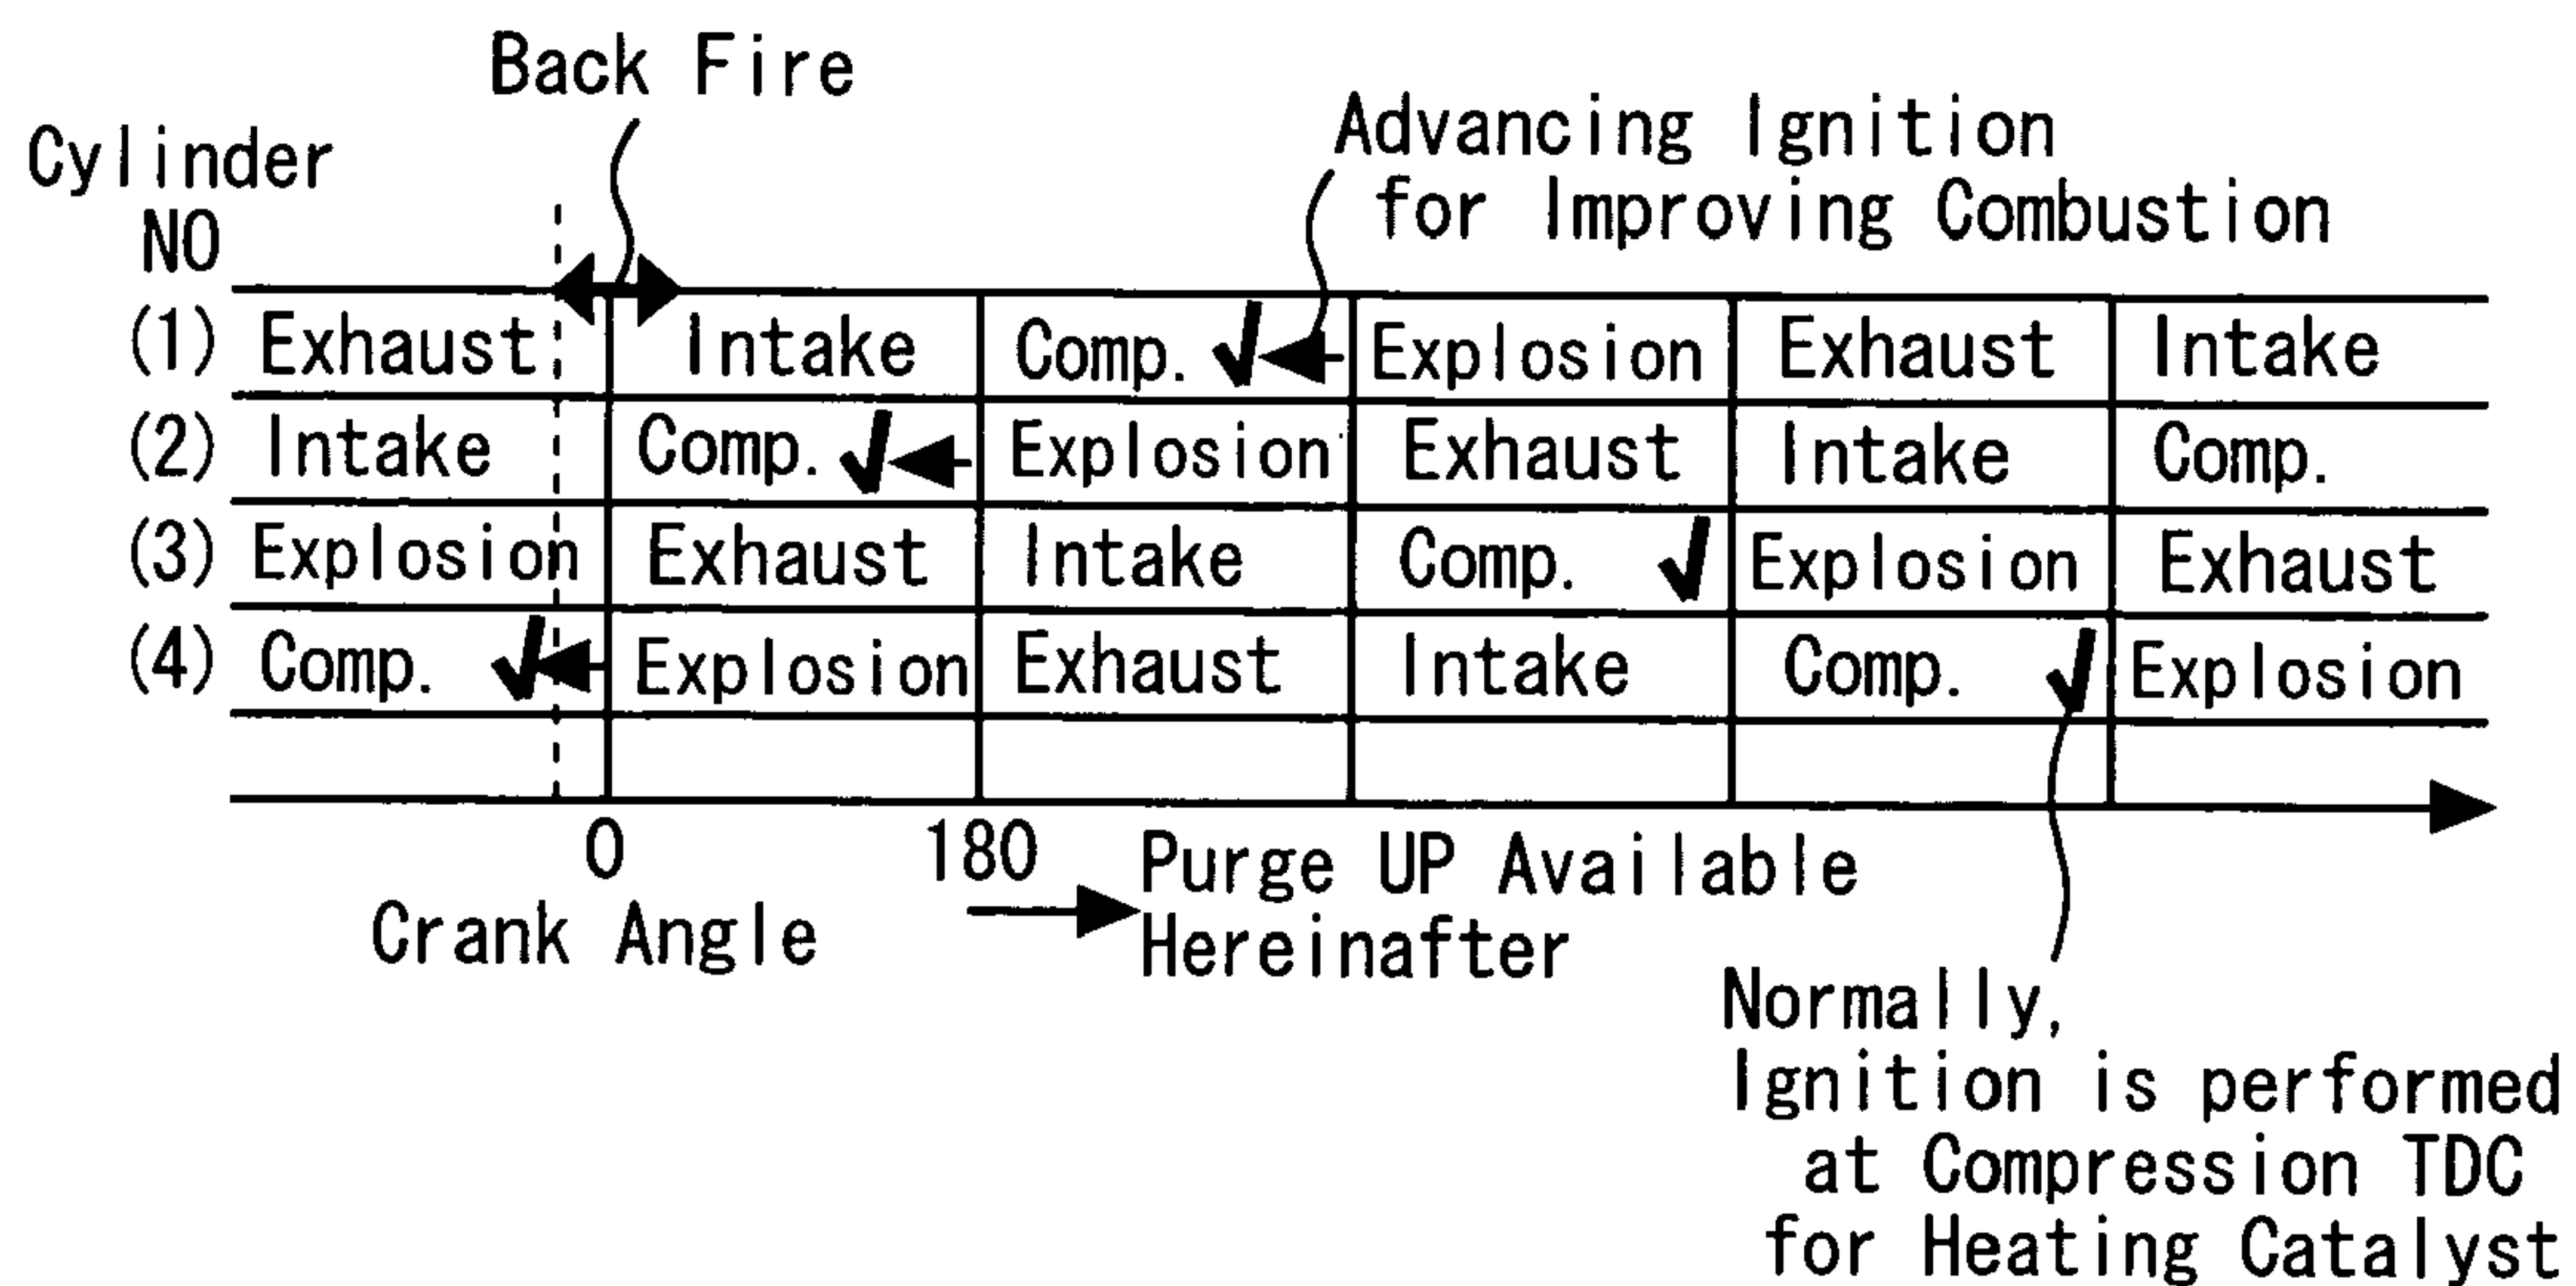 Back Fire
Advancing Ignition
for Improving Combustion
Cylinder
NO
(1) Exhaust Intake Comp. Explosion Exhaust Intake
(2) Intake Comp. Explosion Exhaust Intake Comp.
(3) Explosion Exhaust Intake Comp. Explosion Exhaust
(4) Comp. Explosion Exhaust Intake Comp. Explosion
0 180
Crank Angle
Purge UP Available
Hereinafter
Normally,
Ignition is performed
at Compression TDC
for Heating Catalyst